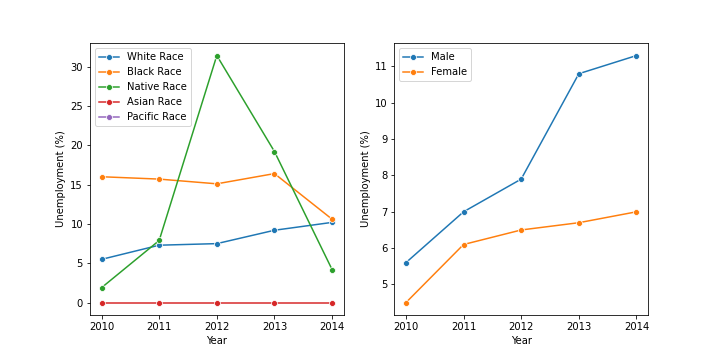 White Race
Black Race
Native Race
Asian Race
Pacific Race
30
25
20
15
10
5
0
Unemployment (%)
2010 2011 2012 2013 2014
Year
Male
Female
11
10
9
8
7
6
5
Unemployment (%)
2010 2011 2012 2013 2014
Year